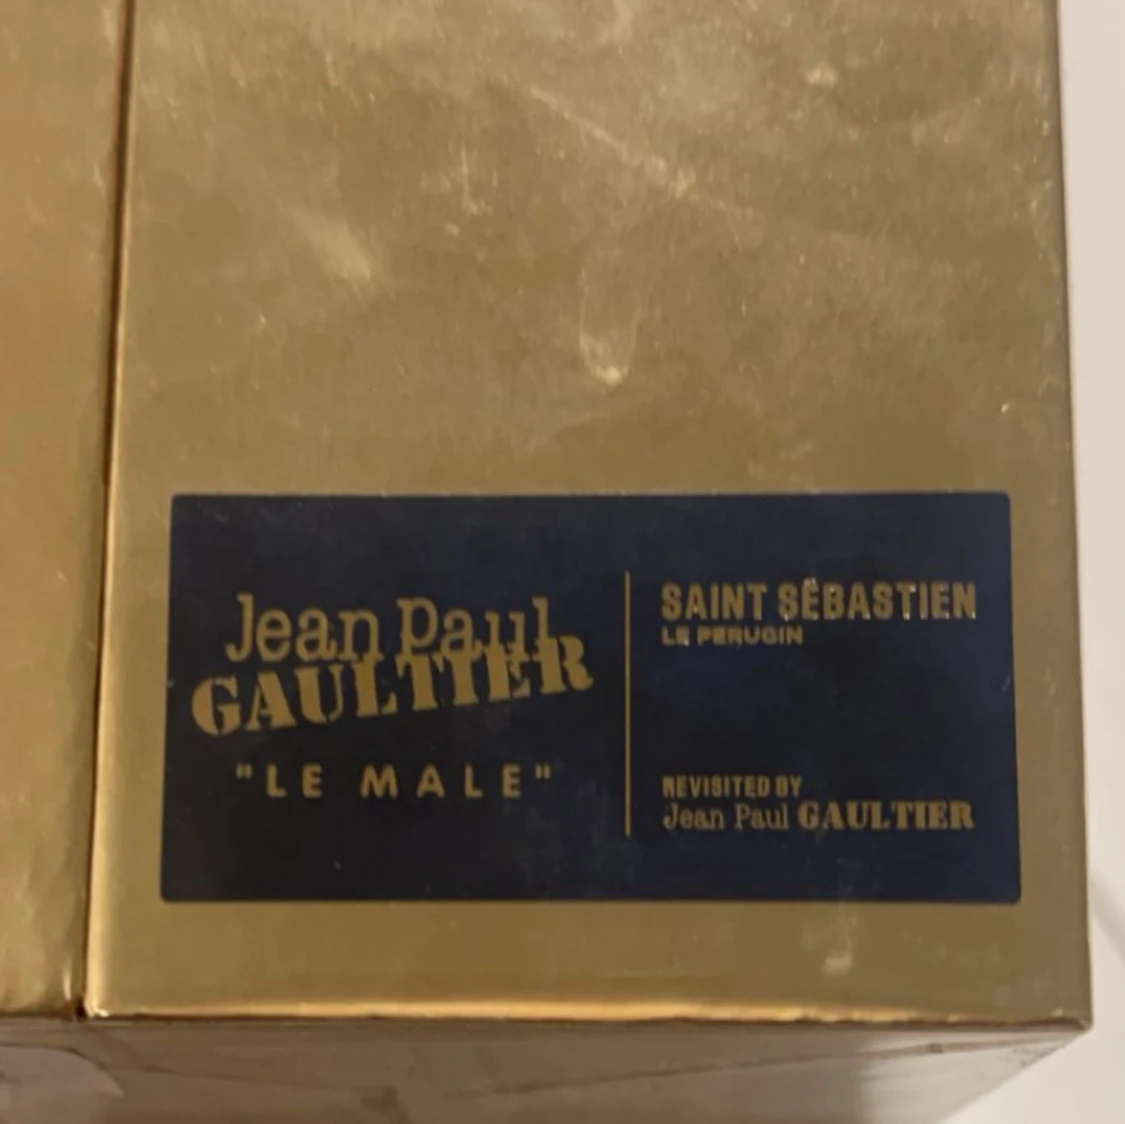 Jean Paul
GAULTIER
"LE MALE"
SAINT SÉBASTIEN
LE PERUGIN
REVISITED BY
Jean Paul GAULTIER